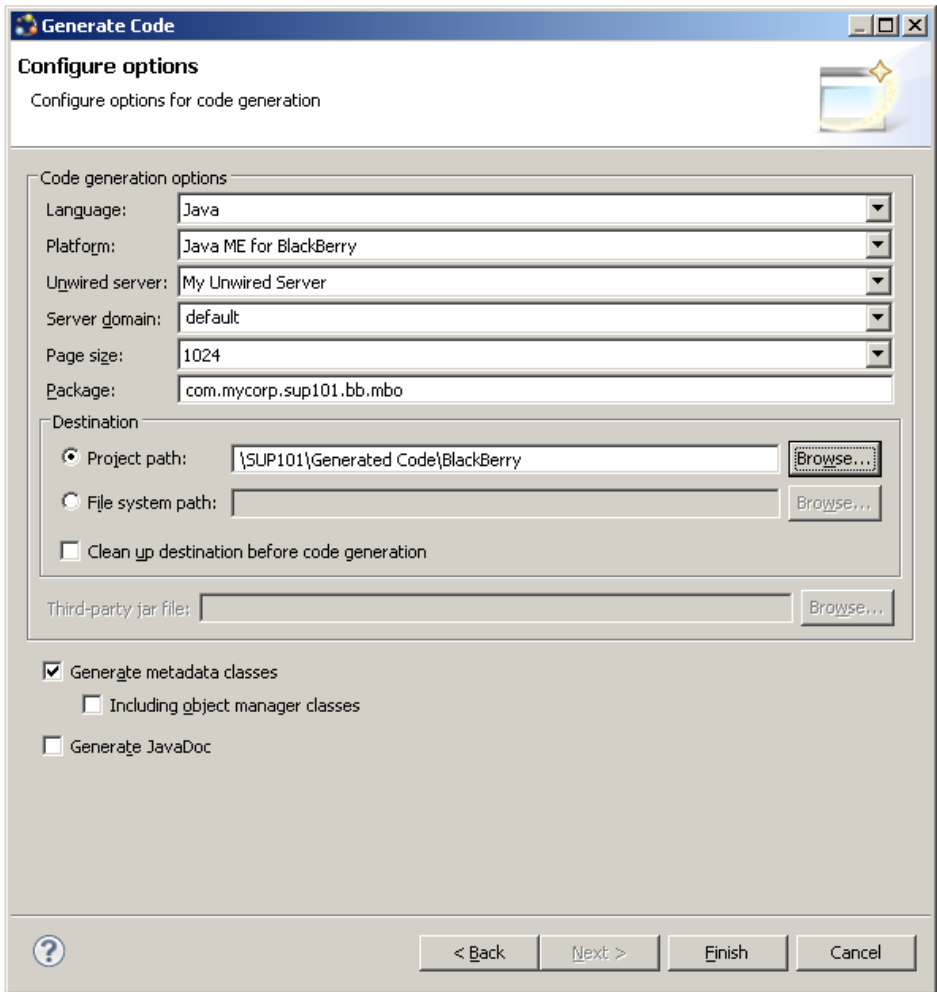 Generate Code
Configure options
Configure options for code generation
Code generation options
Language: Java
Platform: Java ME for BlackBerry
Unwired server: My Unwired Server
Server domain: default
Page size: 1024
Package: com.mycorp.sup101.bb.mbo
Destination
Project path: \SUP101\Generated Code\BlackBerry Browse...
File system path: Browse...
Clean up destination before code generation
Third-party jar file: Browse...
Generate metadata classes
Including object manager classes
Generate JavaDoc
? < Back Next > Finish Cancel